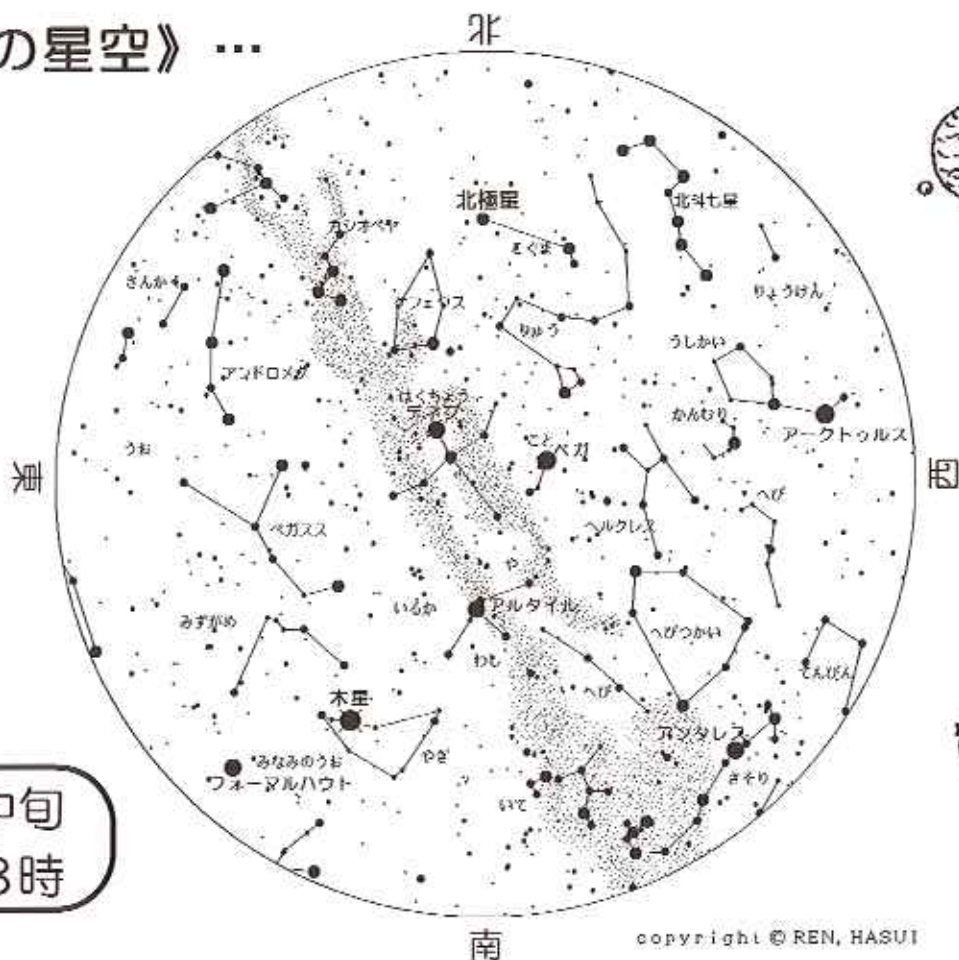 の星空》…
北
北極星
カシオペヤ
北斗七星
こぐま
さんかく
ケフェウス
りょうけん
りゅう
うしかい
アンドロメダ
はくちょう
デネブ
かんむり
アークトゥルス
うお
こと
ベガ
東
西
へび
ペガスス
ヘルクレス
や
いるか
アルタイル
みずがめ
へびつかい
わし
てんびん
へび
木星
アンタレス
みなみのうお
やぎ
フォーマルハウト
さそり
いて
中旬
8時
南
copyright © REN, HASUI